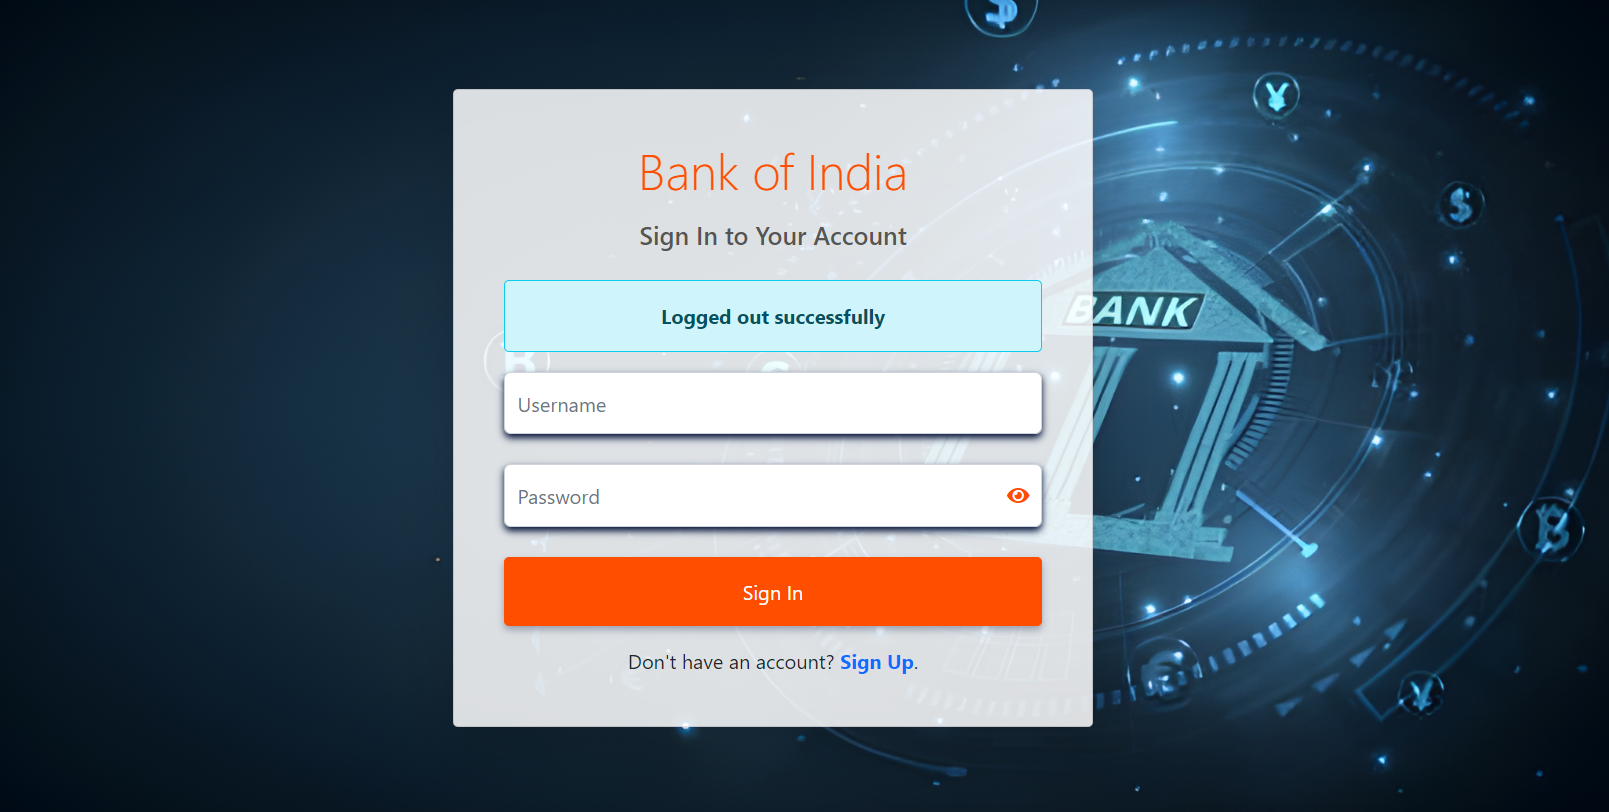 Bank of India
Sign In to Your Account
Logged out successfully
BANK
Username
Password
Sign In
Don't have an account? Sign Up.